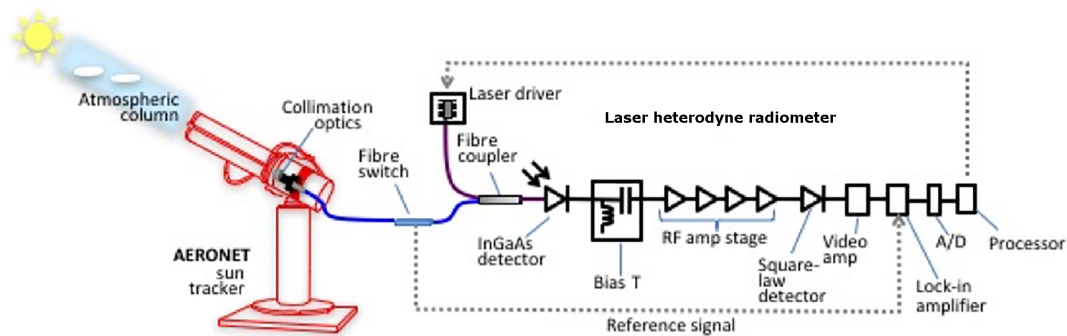 Atmospheric
column
Collimation
optics
Fibre
switch
Laser driver
Fibre
coupler
Laser heterodyne radiometer
AERONET
sun
tracker
InGaAs
detector
Bias T
RF amp stage
Square-
law
detector
Video
amp
A/D
Processor
Lock-in
amplifier
Reference signal